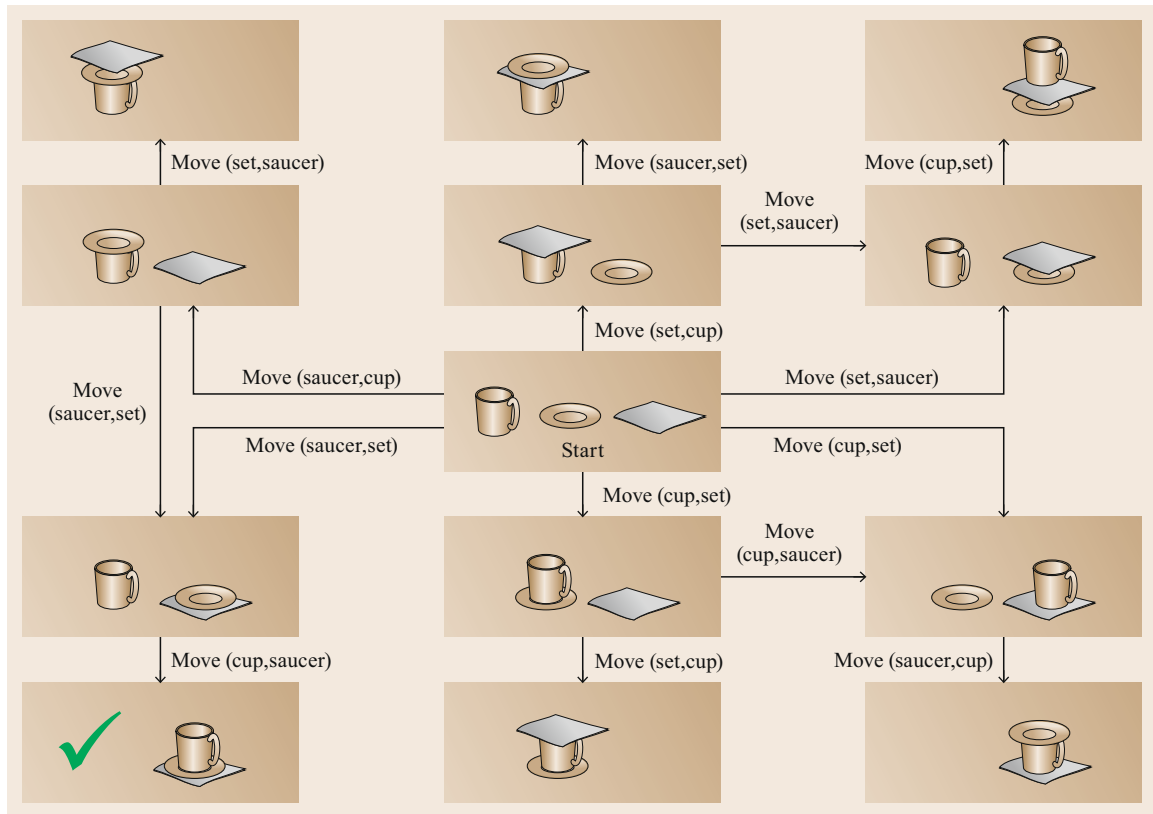 Move (set,saucer)
Move (saucer,set)
Move (cup,set)
Move
(set,saucer)
Move (set,cup)
Move
(saucer,set)
Move (saucer,cup)
Move (set,saucer)
Move (saucer,set)
Start
Move (cup,set)
Move (cup,set)
Move
(cup,saucer)
Move (cup,saucer)
Move (set,cup)
Move (saucer,cup)